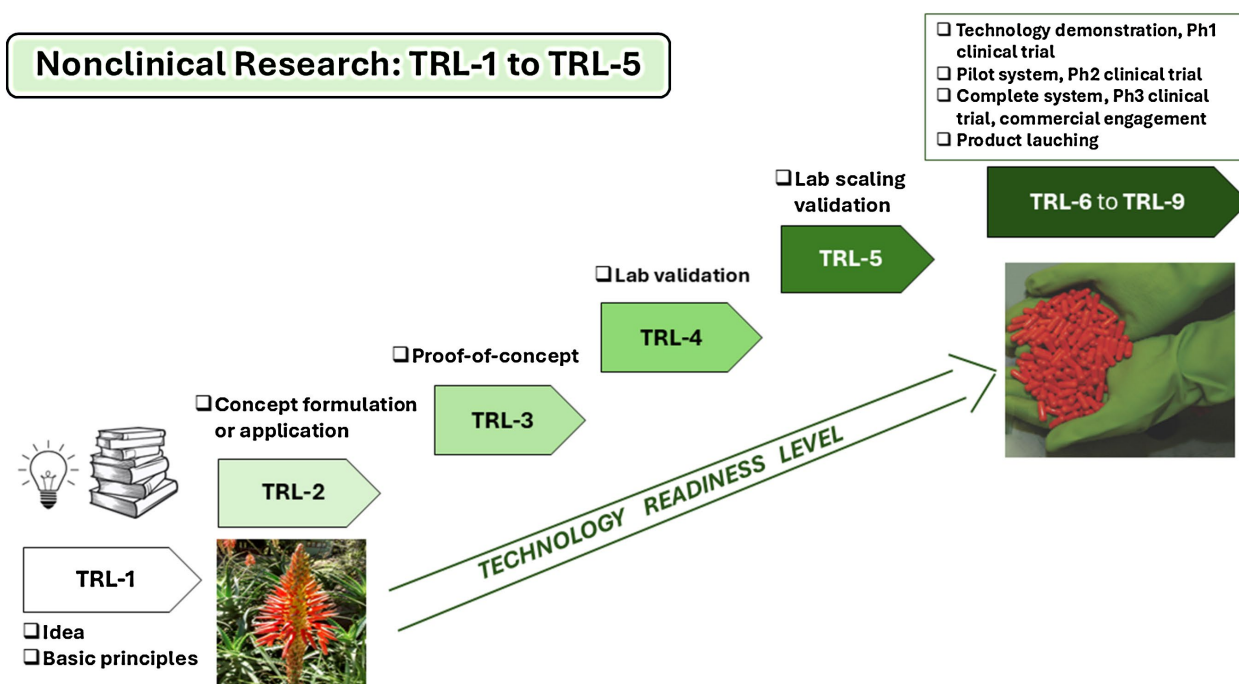 Nonclinical Research: TRL-1 to TRL-5
❑ Technology demonstration, Ph1
clinical trial
❑ Pilot system, Ph2 clinical trial
❑ Complete system, Ph3 clinical
trial, commercial engagement
❑ Product lauching
TRL-6 to TRL-9
❑Lab scaling
validation
TRL-5
❑Lab validation
TRL-4
❑Proof-of-concept
TRL-3
❑Concept formulation
or application
TRL-2
TRL-1
❑Idea
❑Basic principles
TECHNOLOGY READINESS LEVEL